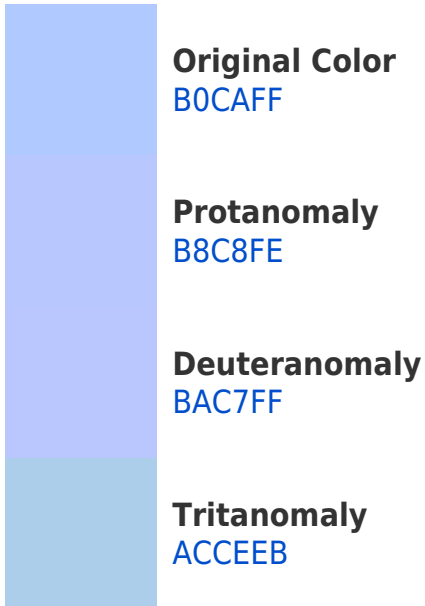 Original Color
B0CAFF
Protanomaly
B8C8FE
Deuteranomaly
BAC7FF
Tritanomaly
ACCEEB